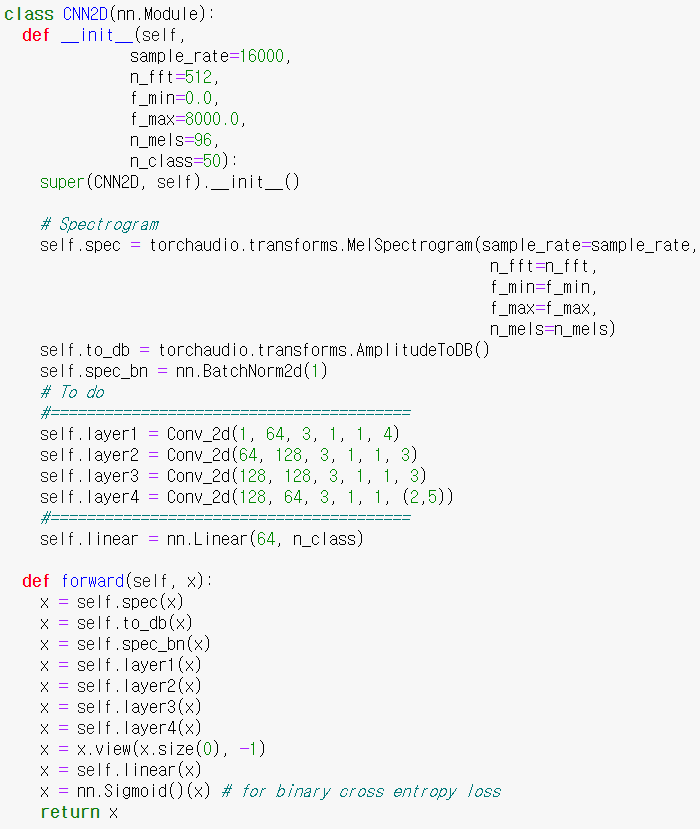 class CNN2D(nn.Module):
  def __init__(self,
              sample_rate=16000,
              n_fft=512,
              f_min=0.0,
              f_max=8000.0,
              n_mels=96,
              n_class=50):
    super(CNN2D, self).__init__()

    # Spectrogram
    self.spec = torchaudio.transforms.MelSpectrogram(sample_rate=sample_rate,
                                                     n_fft=n_fft,
                                                     f_min=f_min,
                                                     f_max=f_max,
                                                     n_mels=n_mels)
    self.to_db = torchaudio.transforms.AmplitudeToDB()
    self.spec_bn = nn.BatchNorm2d(1)
    # To do
    #========================================
    self.layer1 = Conv_2d(1, 64, 3, 1, 1, 4)
    self.layer2 = Conv_2d(64, 128, 3, 1, 1, 3)
    self.layer3 = Conv_2d(128, 128, 3, 1, 1, 3)
    self.layer4 = Conv_2d(128, 64, 3, 1, 1, (2,5))
    #========================================
    self.linear = nn.Linear(64, n_class)

  def forward(self, x):
    x = self.spec(x)
    x = self.to_db(x)
    x = self.spec_bn(x)
    x = self.layer1(x)
    x = self.layer2(x)
    x = self.layer3(x)
    x = self.layer4(x)
    x = x.view(x.size(0), -1)
    x = self.linear(x)
    x = nn.Sigmoid()(x) # for binary cross entropy loss
    return x